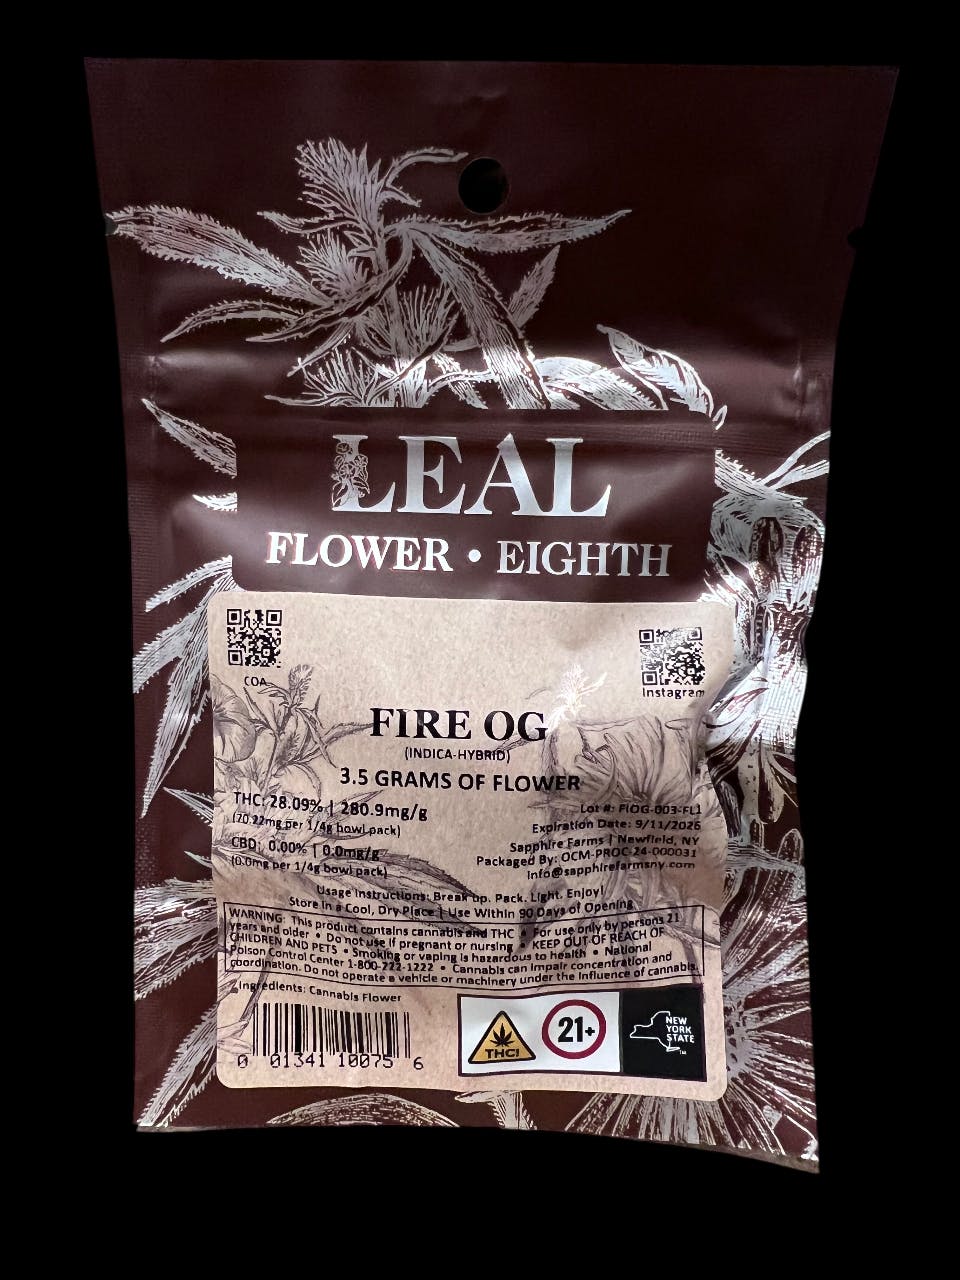 LEAL
FLOWER • EIGHTH
COA
Instagram
FIRE OG
(INDICA-HYBRID)
3.5 GRAMS OF FLOWER
THC: 28.09% | 280.9mg/g
(70.22mg per 1/4g bowl pack)
CBD: 0.00% | 0.0mg/g
(0.0mg per 1/4g bowl pack)
Lot #: FIOG-003-FL1
Expiration Date: 9/11/2026
Sapphire Farms | Newfield, NY
Packaged By: OCM-PROC-24-000031
info@sapphirefarmsny.com
Usage Instructions: Break up. Pack. Light. Enjoy!
Store in a Cool, Dry Place | Use Within 90 Days of Opening
WARNING: This product contains cannabis and THC • For use only by persons 21
years and older • Do not use if pregnant or nursing • KEEP OUT OF REACH OF
CHILDREN AND PETS • Smoking or vaping is hazardous to health • National
Poison Control Center 1-800-222-1222 • Cannabis can impair concentration and
coordination. Do not operate a vehicle or machinery under the influence of cannabis.
Ingredients: Cannabis Flower
0 01341 10075 6
THC!
21+
NEW
YORK
STATE
TM